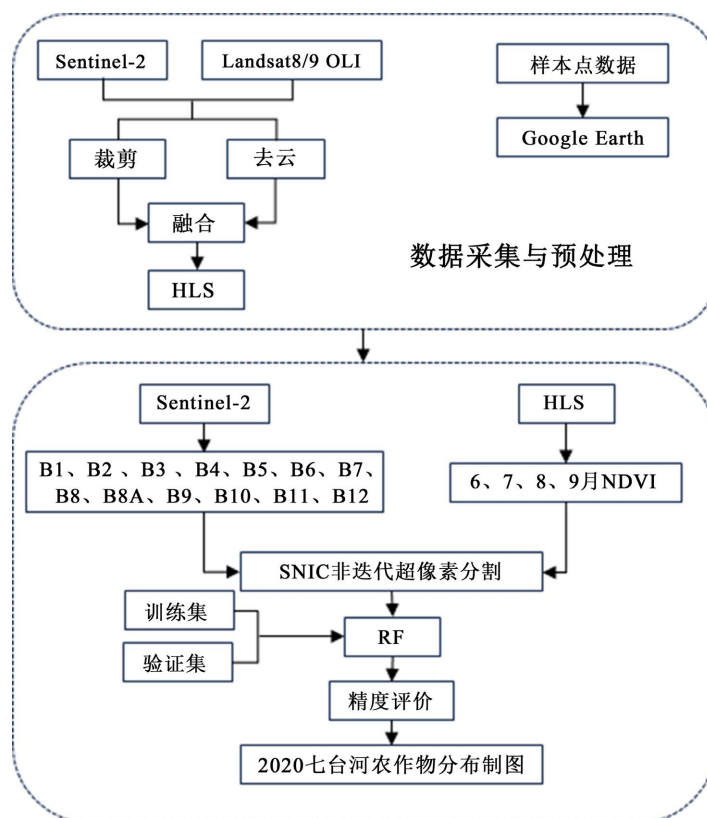 Sentinel-2
Landsat8/9 OLI
样本点数据
Google Earth
裁剪
去云
融合
HLS
数据采集与预处理
Sentinel-2
HLS
B1、B2 、B3 、B4、B5、B6、B7、
B8、B8A、B9、B10、B11、B12
6、7、8、9月NDVI
SNIC非迭代超像素分割
训练集
验证集
RF
精度评价
2020七台河农作物分布制图